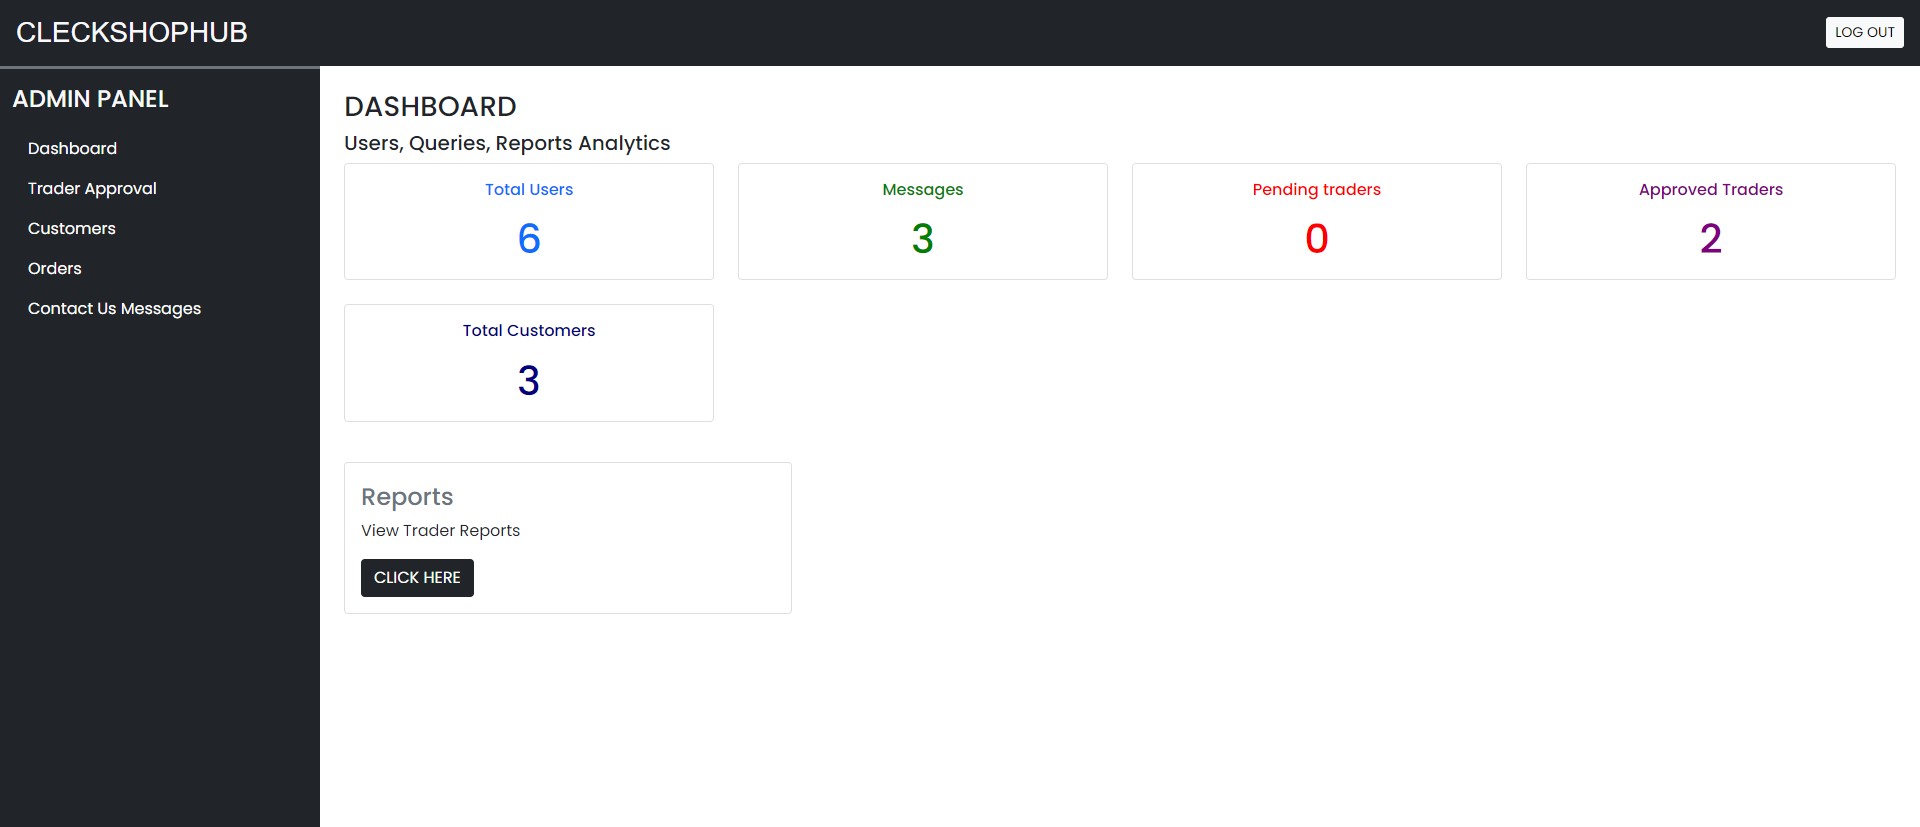 CLECKSHOPHUB
LOG OUT
ADMIN PANEL
Dashboard
Trader Approval
Customers
Orders
Contact Us Messages
DASHBOARD
Users, Queries, Reports Analytics
Total Users
6
Messages
3
Pending traders
0
Approved Traders
2
Total Customers
3
Reports
View Trader Reports
CLICK HERE